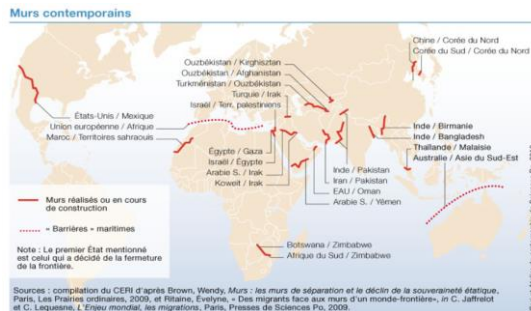 Murs contemporains
Chine / Corée du Nord
Corée du Sud / Corée du Nord
Ouzbékistan / Kirghisztan
Ouzbékistan / Afghanistan
Turkménistan / Ouzbékistan
Turquie / Irak
Israël / Terr. palestiniens
États-Unis / Mexique
Union européenne / Afrique
Maroc / Territoires sahraouis
Égypte / Gaza
Israël / Égypte
Arabie S. / Irak
Koweït / Irak
Inde / Birmanie
Inde / Bangladesh
Thaïlande / Malaisie
Australie / Asie du Sud-Est
Inde / Pakistan
Iran / Pakistan
EAU / Oman
Arabie S. / Yémen
Botswana / Zimbabwe
Afrique du Sud / Zimbabwe
Murs réalisés ou en cours
de construction
« Barrières » maritimes
Note : Le premier État mentionné
est celui qui a décidé de la fermeture
de la frontière.
Sources : compilation du CERI d'après Brown, Wendy, Murs : les murs de séparation et le déclin de la souveraineté étatique,
Paris, Les Prairies ordinaires, 2009, et Ritaine, Évelyne, « Des migrants face aux murs d'un monde-frontière», in C. Jaffrelot
et C. Lequesne, L'Enjeu mondial, les migrations, Paris, Presses de Sciences Po, 2009.